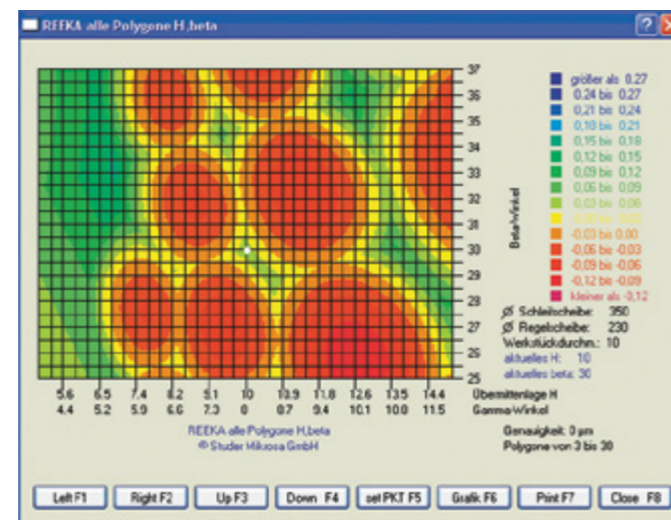 REEKA alle Polygone H,beta
37
36
35
34
33
32
31
30
29
28
27
26
25
Beta-Winkel
größer als 0.27
0.24 bis 0.27
0,21 bis 0,24
0,18 bis 0,21
0,15 bis 0,18
0,12 bis 0,15
0,09 bis 0,12
0,06 bis 0,09
0,03 bis 0,06
-0,03 bis 0,00
-0,06 bis -0,03
-0,09 bis -0,06
-0,12 bis -0,09
kleiner als -0,12
Ø Schleifscheibe: 350
Ø Regelscheibe: 230
Werkstückdurchm.: 10
aktuelles H: 10
aktuelles beta: 30
5.6 6.5 7.4 8.2 9.1 10 10.9 11.8 12.6 13.5 14.4 Übermittenlage H
4.4 5.2 5.9 6.6 7.3 0 8.7 9.4 10.1 10.8 11.5 Gamma-Winkel
REEKA alle Polygone H,beta
© Studer Mikrosa GmbH
Genauigkeit: 0 µm
Polygone von 3 bis 30
Left F1 Right F2 Up F3 Down F4 set PKT F5 Grafik F6 Print F7 Close F8